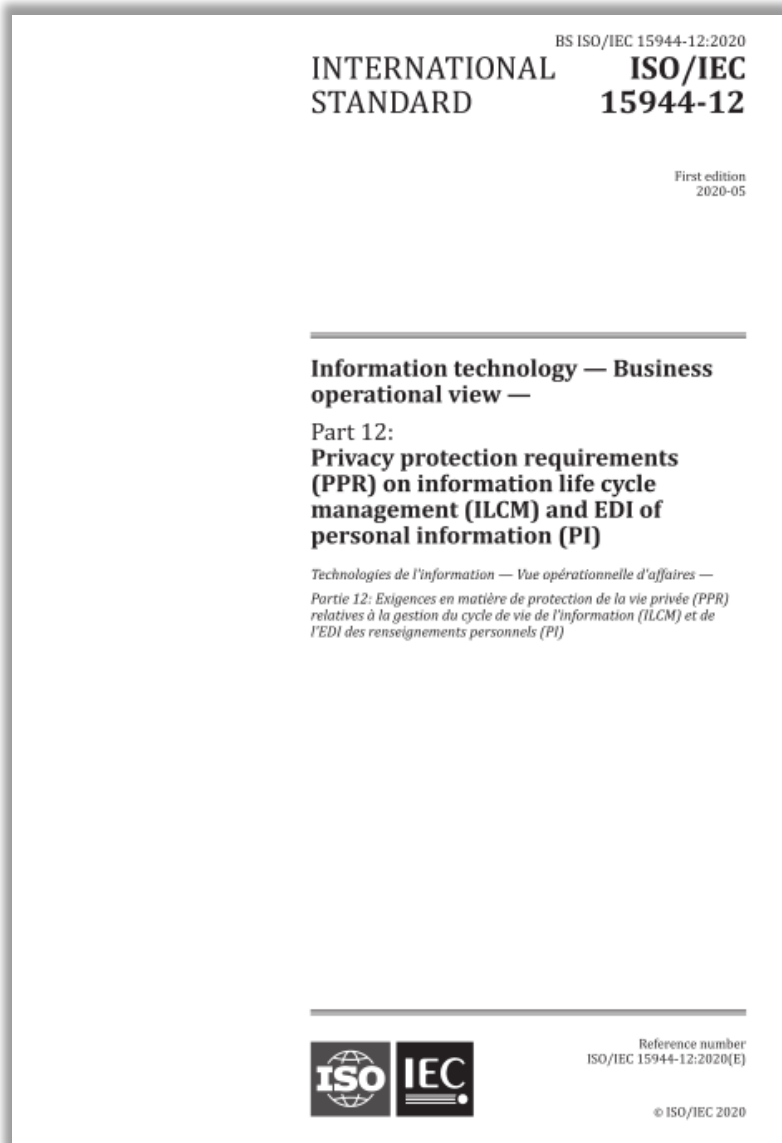 BS ISO/IEC 15944-12:2020
INTERNATIONAL STANDARD
ISO/IEC 15944-12
First edition
2020-05
Information technology — Business
operational view —
Part 12:
Privacy protection requirements
(PPR) on information life cycle
management (ILCM) and EDI of
personal information (PI)
Technologies de l'information — Vue opérationnelle d'affaires —
Partie 12: Exigences en matière de protection de la vie privée (PPR)
relatives à la gestion du cycle de vie de l'information (ILCM) et de
l'EDI des renseignements personnels (PI)
ISO
IEC
Reference number
ISO/IEC 15944-12:2020(E)
© ISO/IEC 2020